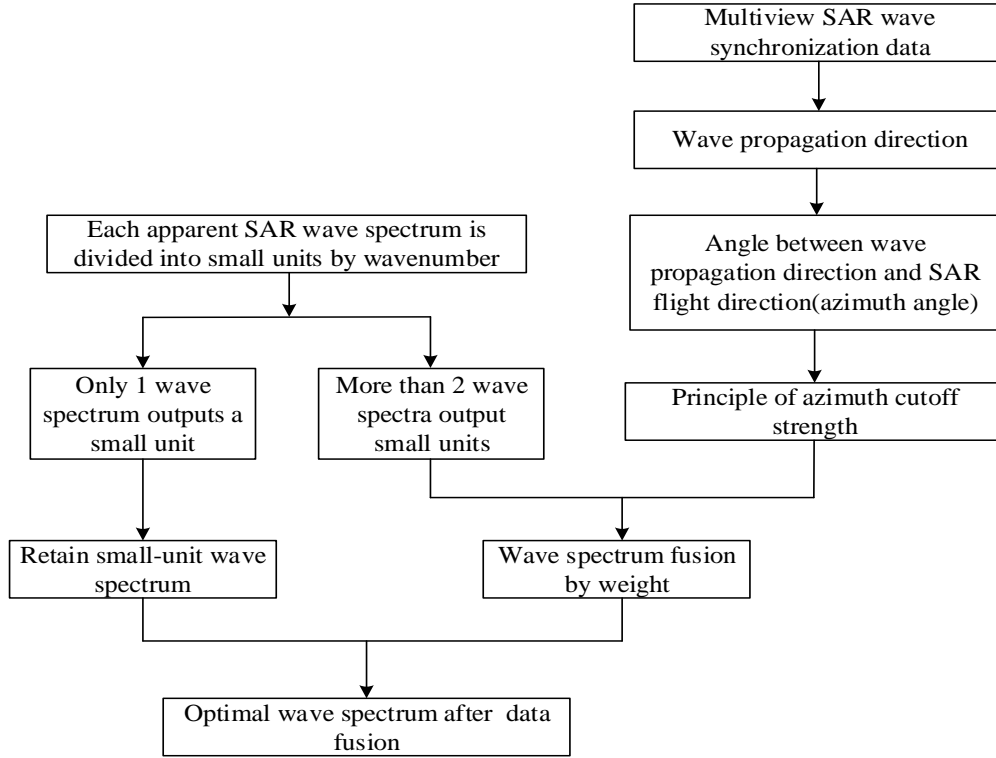 Multiview SAR wave
synchronization data
Wave propagation direction
Each apparent SAR wave spectrum is
divided into small units by wavenumber
Angle between wave
propagation direction and SAR
flight direction(azimuth angle)
Only 1 wave
spectrum outputs a
small unit
More than 2 wave
spectra output
small units
Principle of azimuth cutoff
strength
Retain small-unit wave
spectrum
Wave spectrum fusion
by weight
Optimal wave spectrum after data
fusion